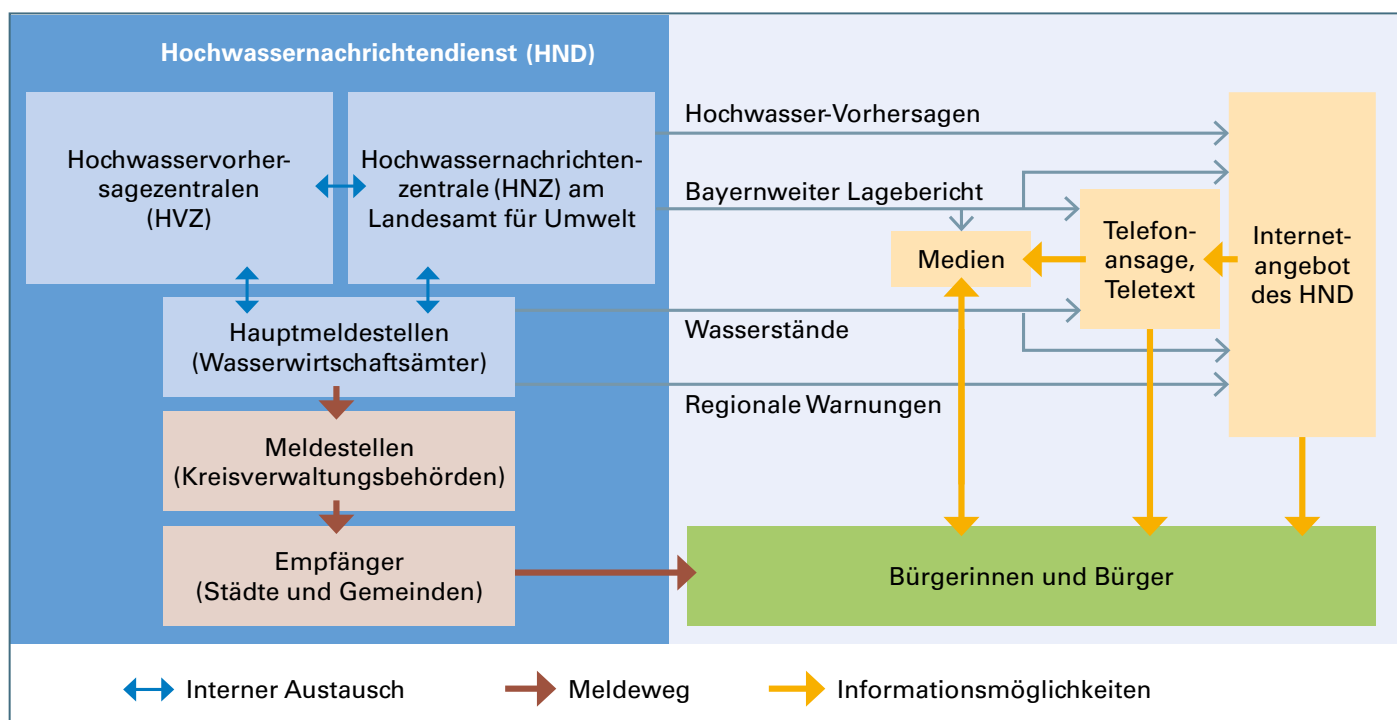 Hochwassernachrichtendienst (HND)
Hochwasservorher-
sagezentralen
(HVZ)
Hochwassernachrichten-
zentrale (HNZ) am
Landesamt für Umwelt
Hauptmeldestellen
(Wasserwirtschaftsämter)
Meldestellen
(Kreisverwaltungsbehörden)
Empfänger
(Städte und Gemeinden)
Hochwasser-Vorhersagen
Bayernweiter Lagebericht
Medien
Telefon-
ansage,
Teletext
Internet-
angebot
des HND
Wasserstände
Regionale Warnungen
Bürgerinnen und Bürger
Interner Austausch
Meldeweg
Informationsmöglichkeiten